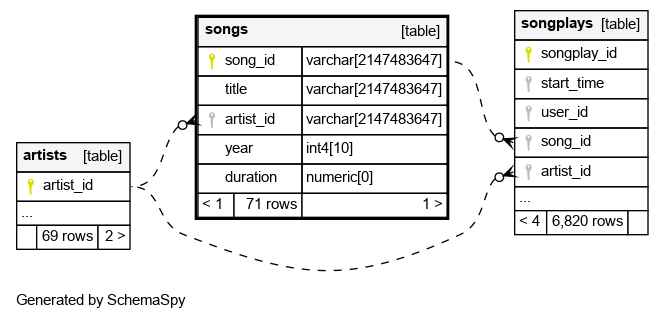 songs [table]
song_id varchar[2147483647]
title varchar[2147483647]
artist_id varchar[2147483647]
year int4[10]
duration numeric[0]
< 1 71 rows 1 >
songplays [table]
songplay_id
start_time
user_id
song_id
artist_id
...
< 4 6,820 rows
artists [table]
artist_id
...
69 rows 2 >
Generated by SchemaSpy